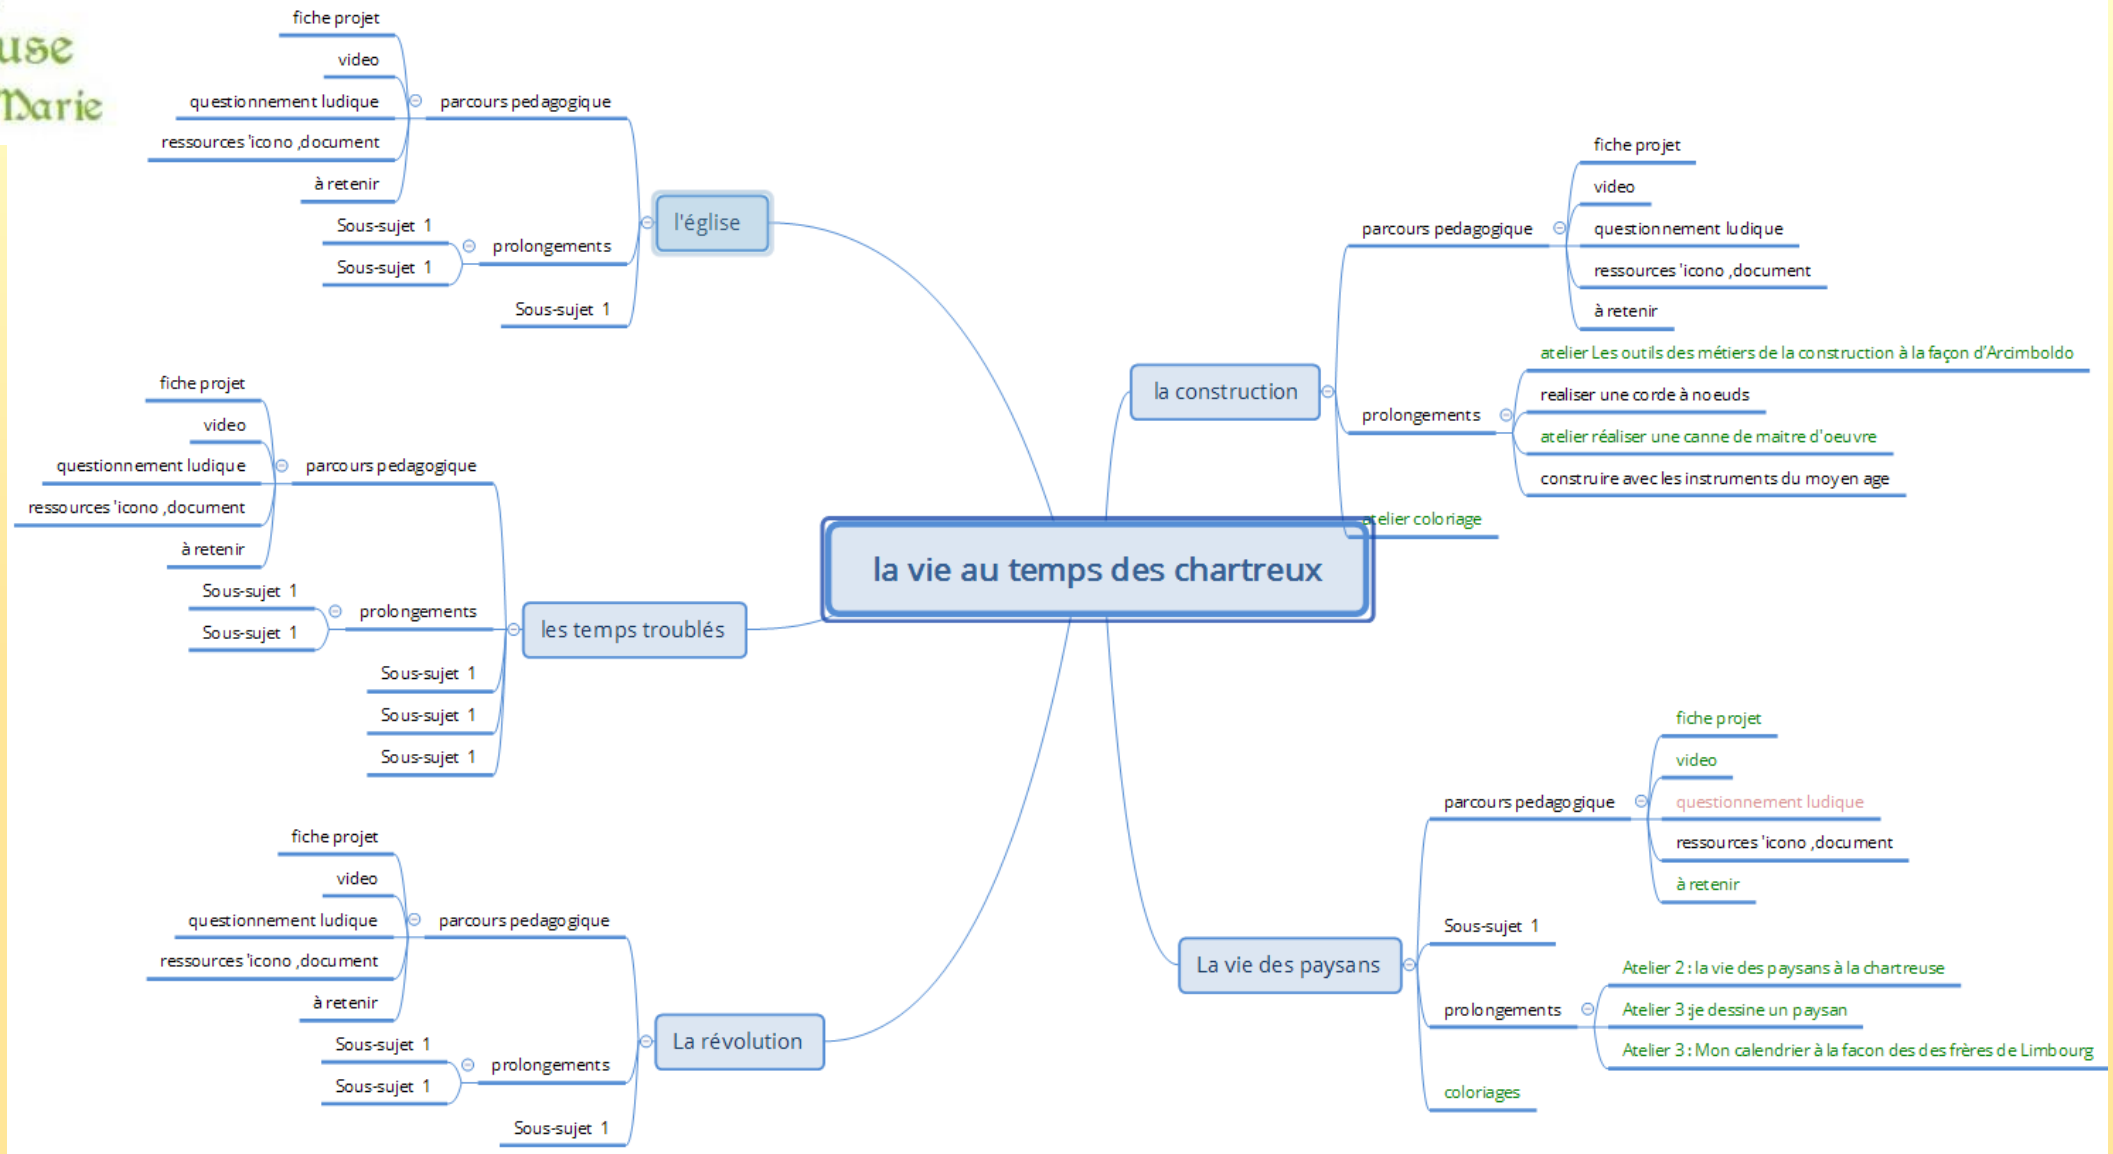 use
Marie
fiche projet
video
questionnement ludique
ressources 'icono ,document
à retenir
parcours pedagogique
Sous-sujet 1
Sous-sujet 1
prolongements
Sous-sujet 1
l'église
fiche projet
video
questionnement ludique
ressources 'icono ,document
à retenir
parcours pedagogique
Sous-sujet 1
Sous-sujet 1
prolongements
Sous-sujet 1
Sous-sujet 1
Sous-sujet 1
les temps troublés
fiche projet
video
questionnement ludique
ressources 'icono ,document
à retenir
parcours pedagogique
Sous-sujet 1
Sous-sujet 1
prolongements
Sous-sujet 1
La révolution
la vie au temps des chartreux
la construction
parcours pedagogique
fiche projet
video
questionnement ludique
ressources 'icono ,document
à retenir
prolongements
atelier Les outils des métiers de la construction à la façon d'Arcimboldo
realiser une corde à noeuds
atelier réaliser une canne de maitre d'oeuvre
construire avec les instruments du moyen age
atelier coloriage
La vie des paysans
parcours pedagogique
fiche projet
video
questionnement ludique
ressources 'icono ,document
à retenir
Sous-sujet 1
prolongements
Atelier 2 : la vie des paysans à la chartreuse
Atelier 3 :je dessine un paysan
Atelier 3 : Mon calendrier à la facon des des frères de Limbourg
coloriages